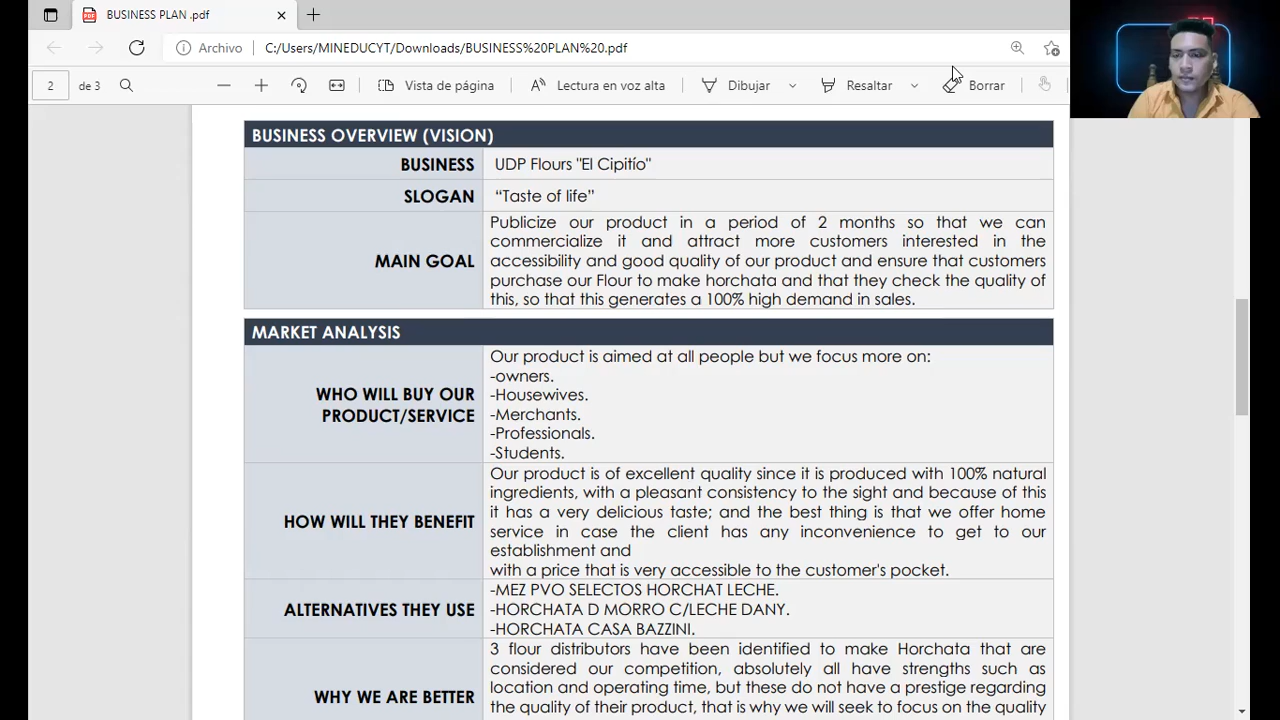 BUSINESS PLAN .pdf
Archivo C:/Users/MINEDUCYT/Downloads/BUSINESS%20PLAN%20.pdf
2 de 3 Vista de página Lectura en voz alta Dibujar Resaltar Borrar
BUSINESS OVERVIEW (VISION)
BUSINESS
UDP Flours "El Cipitío"
SLOGAN
“Taste of life”
MAIN GOAL
Publicize our product in a period of 2 months so that we can
commercialize it and attract more customers interested in the
accessibility and good quality of our product and ensure that customers
purchase our Flour to make horchata and that they check the quality of
this, so that this generates a 100% high demand in sales.
MARKET ANALYSIS
WHO WILL BUY OUR
PRODUCT/SERVICE
Our product is aimed at all people but we focus more on:
-owners.
-Housewives.
-Merchants.
-Professionals.
-Students.
HOW WILL THEY BENEFIT
Our product is of excellent quality since it is produced with 100% natural
ingredients, with a pleasant consistency to the sight and because of this
it has a very delicious taste; and the best thing is that we offer home
service in case the client has any inconvenience to get to our
establishment and
with a price that is very accessible to the customer's pocket.
ALTERNATIVES THEY USE
-MEZ PVO SELECTOS HORCHAT LECHE.
-HORCHATA D MORRO C/LECHE DANY.
-HORCHATA CASA BAZZINI.
WHY WE ARE BETTER
3 flour distributors have been identified to make Horchata that are
considered our competition, absolutely all have strengths such as
location and operating time, but these do not have a prestige regarding
the quality of their product, that is why we will seek to focus on the quality